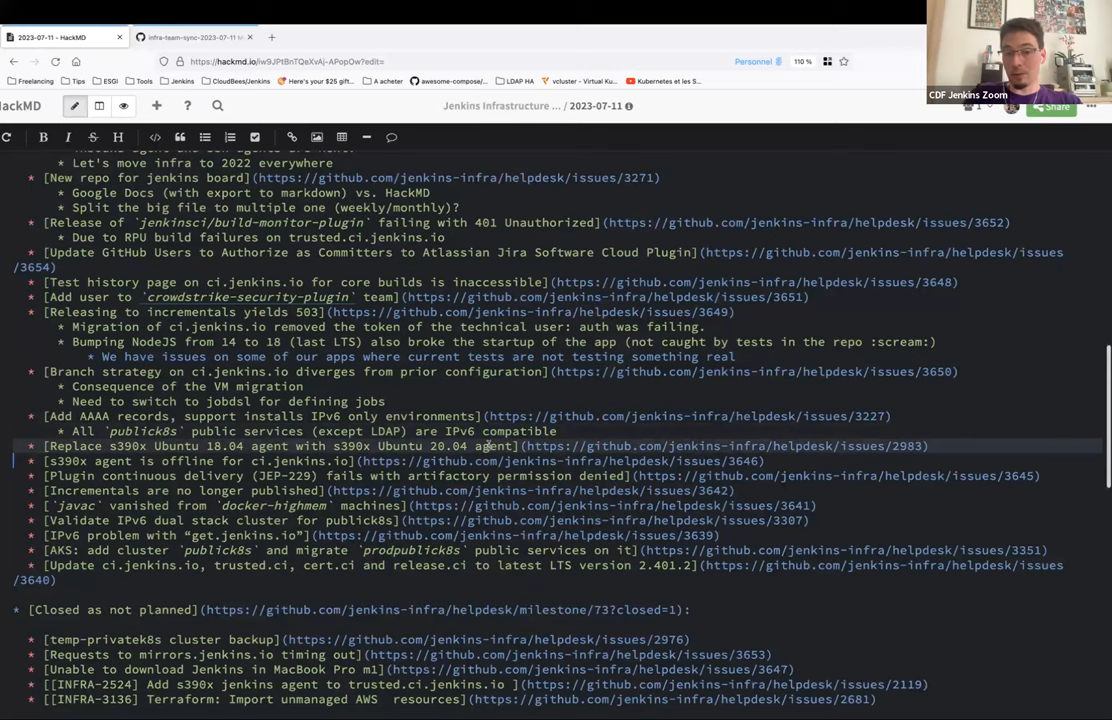 2023-07-11 - HackMD
infra-team-sync-2023-07-11 M
https://hackmd.io/iw9JPtBnTQeXvAj-APopOw?edit=
Personnel
110 %
Freelancing
Tips
ESGI
Tools
Jenkins
CloudBees/Jenkins
Here's your $25 gift...
A acheter
awesome-compose/...
LDAP HA
vcluster - Virtual Ku...
Kubernetes et les S...
CDF Jenkins Zoom
HackMD
Jenkins Infrastructure ... / 2023-07-11
Share
* Let's move infra to 2022 everywhere
* [New repo for jenkins board](https://github.com/jenkins-infra/helpdesk/issues/3271)
* Google Docs (with export to markdown) vs. HackMD
* Split the big file to multiple one (weekly/monthly)?
* [Release of `jenkinsci/build-monitor-plugin` failing with 401 Unauthorized](https://github.com/jenkins-infra/helpdesk/issues/3652)
* Due to RPU build failures on trusted.ci.jenkins.io
* [Update GitHub Users to Authorize as Committers to Atlassian Jira Software Cloud Plugin](https://github.com/jenkins-infra/helpdesk/issues
/3654)
* [Test history page on ci.jenkins.io for core builds is inaccessible](https://github.com/jenkins-infra/helpdesk/issues/3648)
* [Add user to `crowdstrike-security-plugin` team](https://github.com/jenkins-infra/helpdesk/issues/3651)
* [Releasing to incrementals yields 503](https://github.com/jenkins-infra/helpdesk/issues/3649)
* Migration of ci.jenkins.io removed the token of the technical user: auth was failing.
* Bumping NodeJS from 14 to 18 (last LTS) also broke the startup of the app (not caught by tests in the repo :scream:)
* We have issues on some of our apps where current tests are not testing something real
* [Branch strategy on ci.jenkins.io diverges from prior configuration](https://github.com/jenkins-infra/helpdesk/issues/3650)
* Consequence of the VM migration
* Need to switch to jobdsl for defining jobs
* [Add AAAA records, support installs IPv6 only environments](https://github.com/jenkins-infra/helpdesk/issues/3227)
* All `publick8s` public services (except LDAP) are IPv6 compatible
* [Replace s390x Ubuntu 18.04 agent with s390x Ubuntu 20.04 agent](https://github.com/jenkins-infra/helpdesk/issues/2983)
* [s390x agent is offline for ci.jenkins.io](https://github.com/jenkins-infra/helpdesk/issues/3646)
* [Plugin continuous delivery (JEP-229) fails with artifactory permission denied](https://github.com/jenkins-infra/helpdesk/issues/3645)
* [Incrementals are no longer published](https://github.com/jenkins-infra/helpdesk/issues/3642)
* [`javac` vanished from `docker-highmem` machines](https://github.com/jenkins-infra/helpdesk/issues/3641)
* [Validate IPv6 dual stack cluster for publick8s](https://github.com/jenkins-infra/helpdesk/issues/3307)
* [IPv6 problem with “get.jenkins.io”](https://github.com/jenkins-infra/helpdesk/issues/3639)
* [AKS: add cluster `publick8s` and migrate `prodpublick8s` public services on it](https://github.com/jenkins-infra/helpdesk/issues/3351)
* [Update ci.jenkins.io, trusted.ci, cert.ci and release.ci to latest LTS version 2.401.2](https://github.com/jenkins-infra/helpdesk/issues
/3640)
* [Closed as not planned](https://github.com/jenkins-infra/helpdesk/milestone/73?closed=1):
* [temp-privatek8s cluster backup](https://github.com/jenkins-infra/helpdesk/issues/2976)
* [Requests to mirrors.jenkins.io timing out](https://github.com/jenkins-infra/helpdesk/issues/3653)
* [Unable to download Jenkins in MacBook Pro m1](https://github.com/jenkins-infra/helpdesk/issues/3647)
* [[INFRA-2524] Add s390x jenkins agent to trusted.ci.jenkins.io ](https://github.com/jenkins-infra/helpdesk/issues/2119)
* [[INFRA-3136] Terraform: Import unmanaged AWS  resources](https://github.com/jenkins-infra/helpdesk/issues/2681)